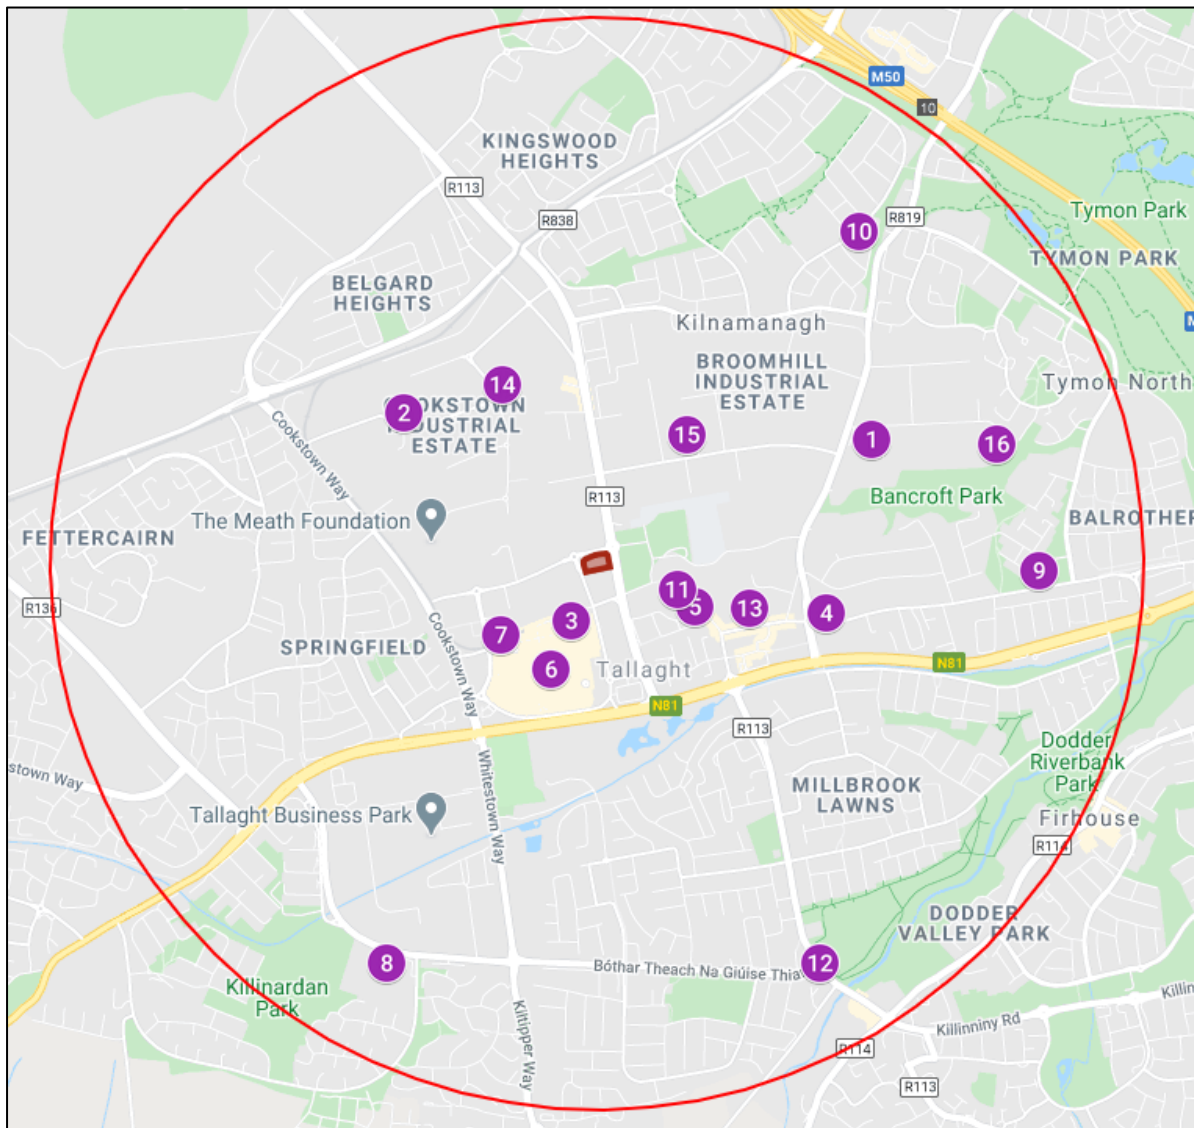 M50
10
KINGSWOOD
HEIGHTS
R113
R838
R819
Tymon Park
10
TYMON PARK
BELGARD
HEIGHTS
M
Kilnamanagh
BROOMHILL
INDUSTRIAL
ESTATE
Tymon North
14
2
COOKSTOWN
INDUSTRIAL
ESTATE
15
1
16
Cookstown Way
R113
Bancroft Park
The Meath Foundation
BALROTHER
FETTERCAIRN
9
R136
11
5
13
4
3
7
Cookstown Way
SPRINGFIELD
6
Tallaght
N81
N81
R113
Dodder
Riverbank
Park
stown Way
Whitestown Way
MILLBROOK
LAWNS
Tallaght Business Park
Firhouse
R114
DODDER
VALLEY PARK
8
Bóthar Theach Na Giúise Thiar
12
Killinardan
Park
Killin
Kiltipper Way
Killinniny Rd
R114
R113